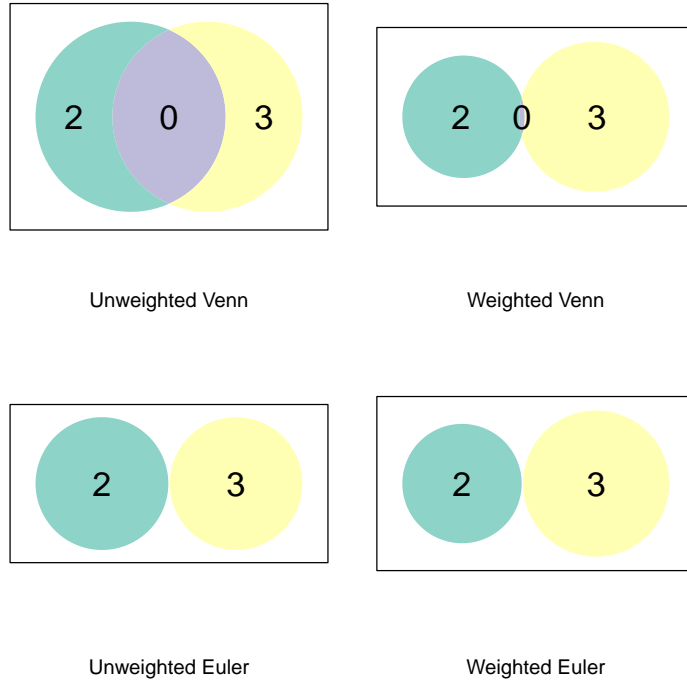 2 0 3
2 0 3
Unweighted Venn
Weighted Venn
2 3
2 3
Unweighted Euler
Weighted Euler